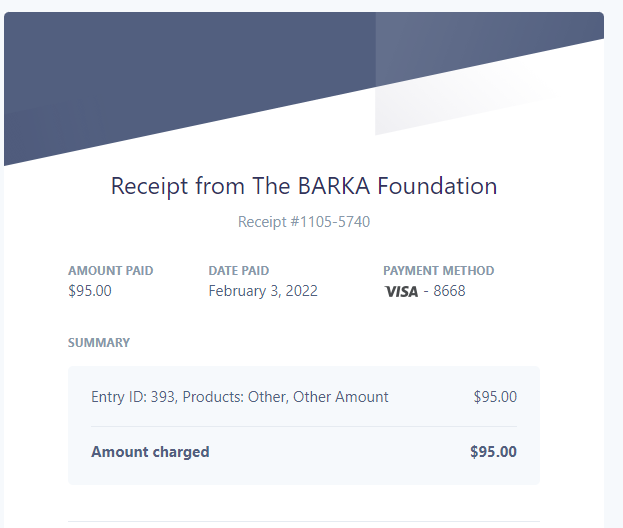 Receipt from The BARKA Foundation
Receipt #1105-5740
AMOUNT PAID DATE PAID PAYMENT METHOD
$95.00 February 3, 2022 VISA - 8668
SUMMARY
Entry ID: 393, Products: Other, Other Amount $95.00
Amount charged $95.00